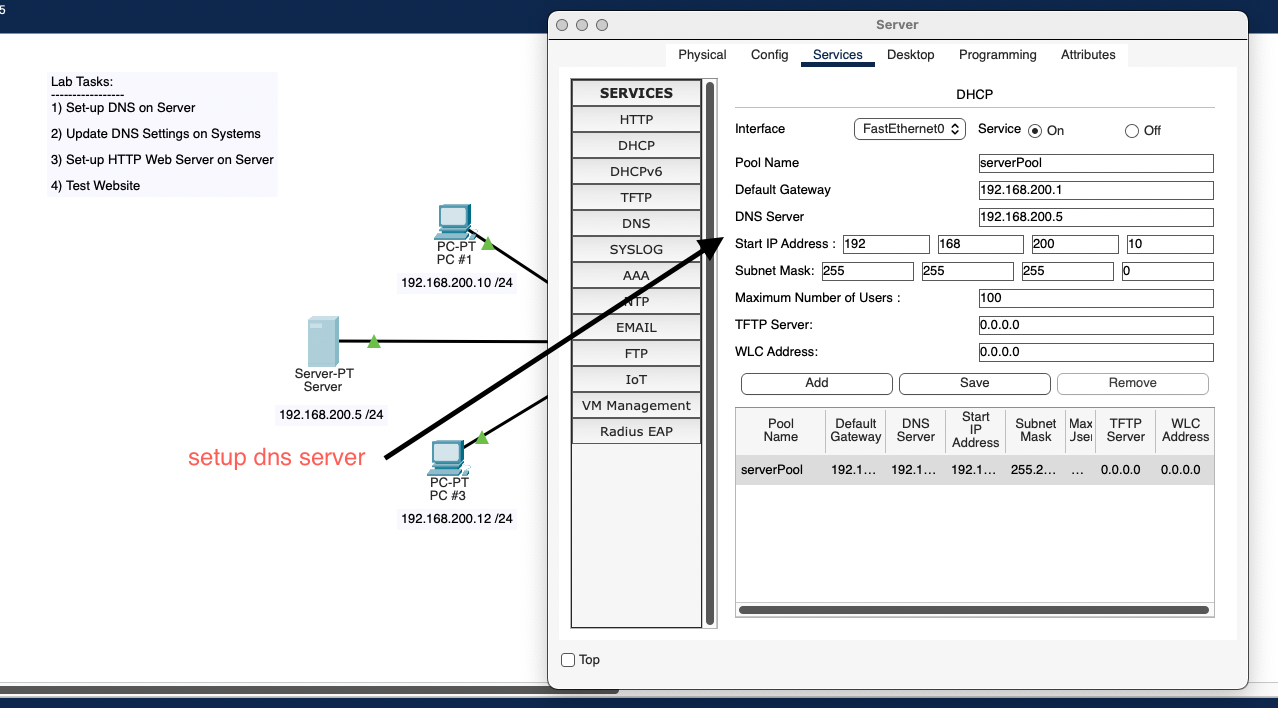 5
Lab Tasks:
-----------------
1) Set-up DNS on Server
2) Update DNS Settings on Systems
3) Set-up HTTP Web Server on Server
4) Test Website
PC-PT
PC #1
192.168.200.10 /24
Server-PT
Server
192.168.200.5 /24
setup dns server
PC-PT
PC #3
192.168.200.12 /24
Server
Physical Config Services Desktop Programming Attributes
SERVICES
HTTP
DHCP
DHCPv6
TFTP
DNS
SYSLOG
AAA
NTP
EMAIL
FTP
IoT
VM Management
Radius EAP
DHCP
Interface FastEthernet0 Service On Off
Pool Name serverPool
Default Gateway 192.168.200.1
DNS Server 192.168.200.5
Start IP Address : 192 168 200 10
Subnet Mask: 255 255 255 0
Maximum Number of Users : 100
TFTP Server: 0.0.0.0
WLC Address: 0.0.0.0
Add Save Remove
Pool Name Default Gateway DNS Server Start IP Address Subnet Mask Max User TFTP Server WLC Address
serverPool 192.1... 192.1... 192.1... 255.2... ... 0.0.0.0 0.0.0.0
Top